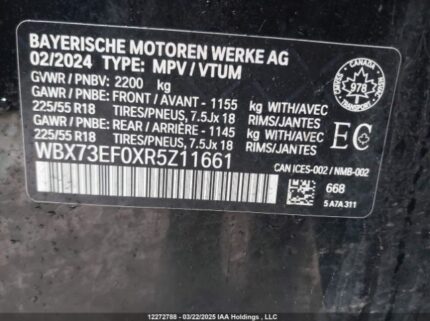 BAYERISCHE MOTOREN WERKE AG
02/2024 TYPE: MPV / VTUM
GVWR / PNBV: 2200 kg
GAWR / PNBE: FRONT / AVANT - 1155 kg WITH/AVEC
225/55 R18 TIRES/PNEUS, 7.5Jx 18 RIMS/JANTES
GAWR / PNBE: REAR / ARRIÈRE - 1145 kg WITH/AVEC
225/55 R18 TIRES/PNEUS, 7.5Jx 18 RIMS/JANTES
WBX73EF0XR5Z11661
CANADA
978
TRANSPORT
CMVSS
NSVAC
EC
CAN ICES-002 / NMB-002
668
5 A7A 311
12272788 - 03/22/2025 IAA Holdings , LLC